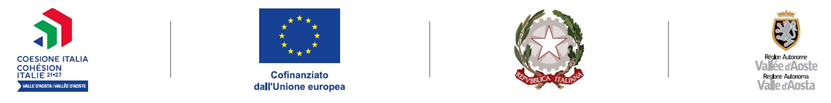 COESIONE ITALIA
COHÉSION
ITALIE 21•27
VALLE D'AOSTA / VALLÉE D'AOSTE
Cofinanziato
dall'Unione europea
REPVBBLICA ITALIANA
Région Autonome
Vallée d'Aoste
Regione Autonoma
Valle d'Aosta